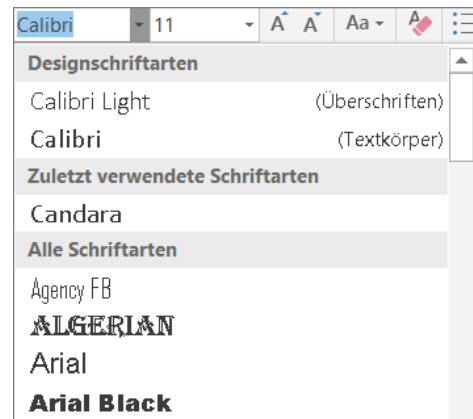 Calibri 11 A A Aa A
Designschriftarten
Calibri Light (Überschriften)
Calibri (Textkörper)
Zuletzt verwendete Schriftarten
Candara
Alle Schriftarten
Agency FB
ALGERIAN
Arial
Arial Black